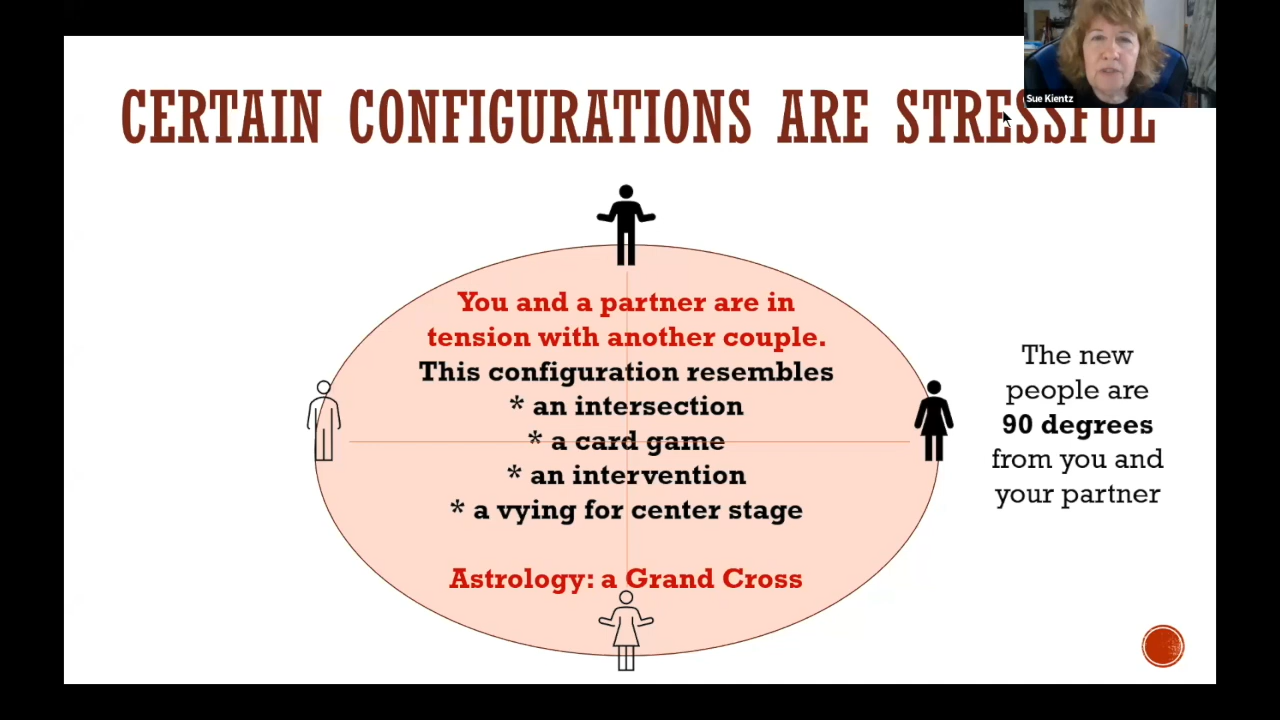 CERTAIN CONFIGURATIONS ARE STRESSFUL
Sue Kientz
You and a partner are in
tension with another couple.
This configuration resembles
* an intersection
* a card game
* an intervention
* a vying for center stage
Astrology: a Grand Cross
The new
people are
90 degrees
from you and
your partner